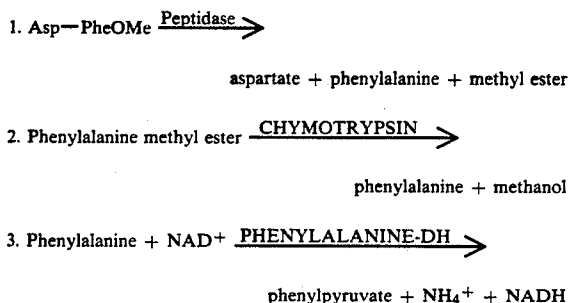 1. Asp—PheOMe Peptidase
aspartate + phenylalanine + methyl ester
2. Phenylalanine methyl ester CHYMOTRYPSIN
phenylalanine + methanol
3. Phenylalanine + NAD⁺ PHENYLALANINE-DH
phenylpyruvate + NH₄⁺ + NADH